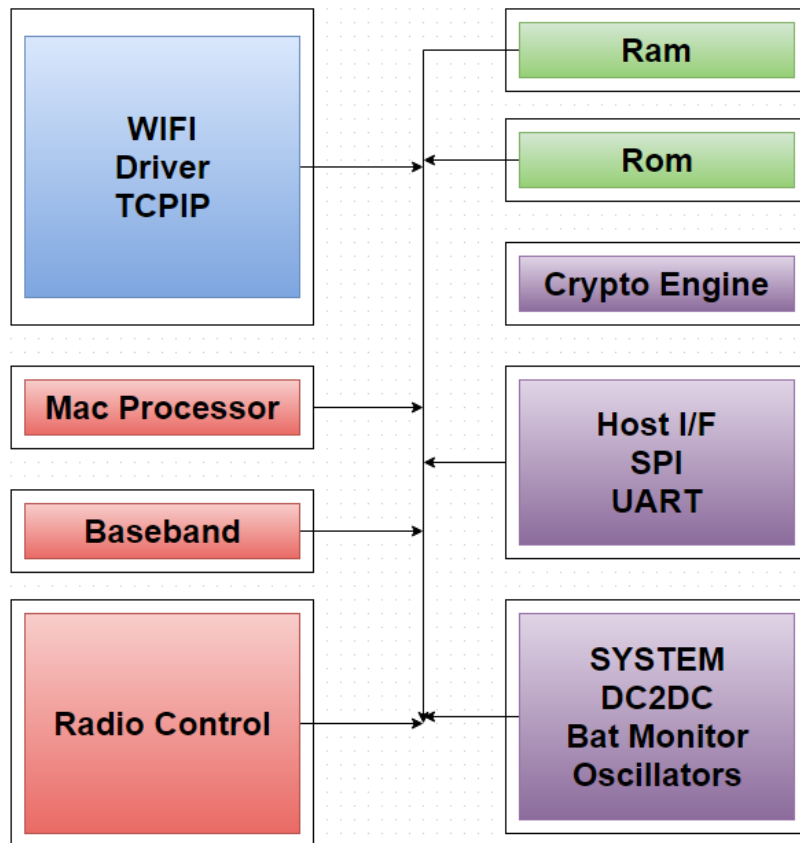 WIFI
Driver
TCPIP
Mac Processor
Baseband
Radio Control
Ram
Rom
Crypto Engine
Host I/F
SPI
UART
SYSTEM
DC2DC
Bat Monitor
Oscillators